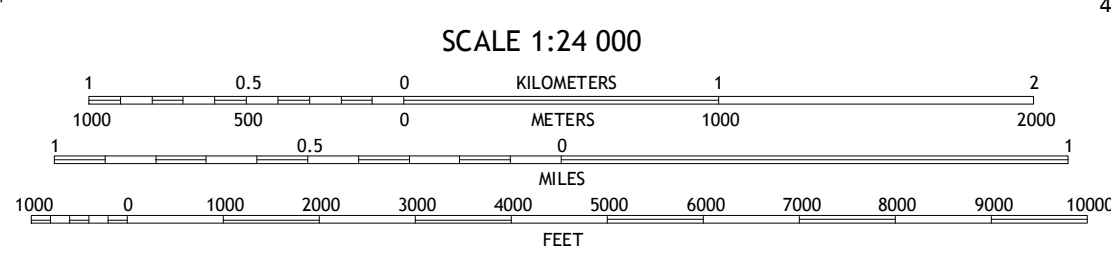 4
SCALE 1:24 000
1 0.5 0 KILOMETERS 1 2
1000 500 0 METERS 1000 2000
1 0.5 0 1
MILES
1000 0 1000 2000 3000 4000 5000 6000 7000 8000 9000 10000
FEET